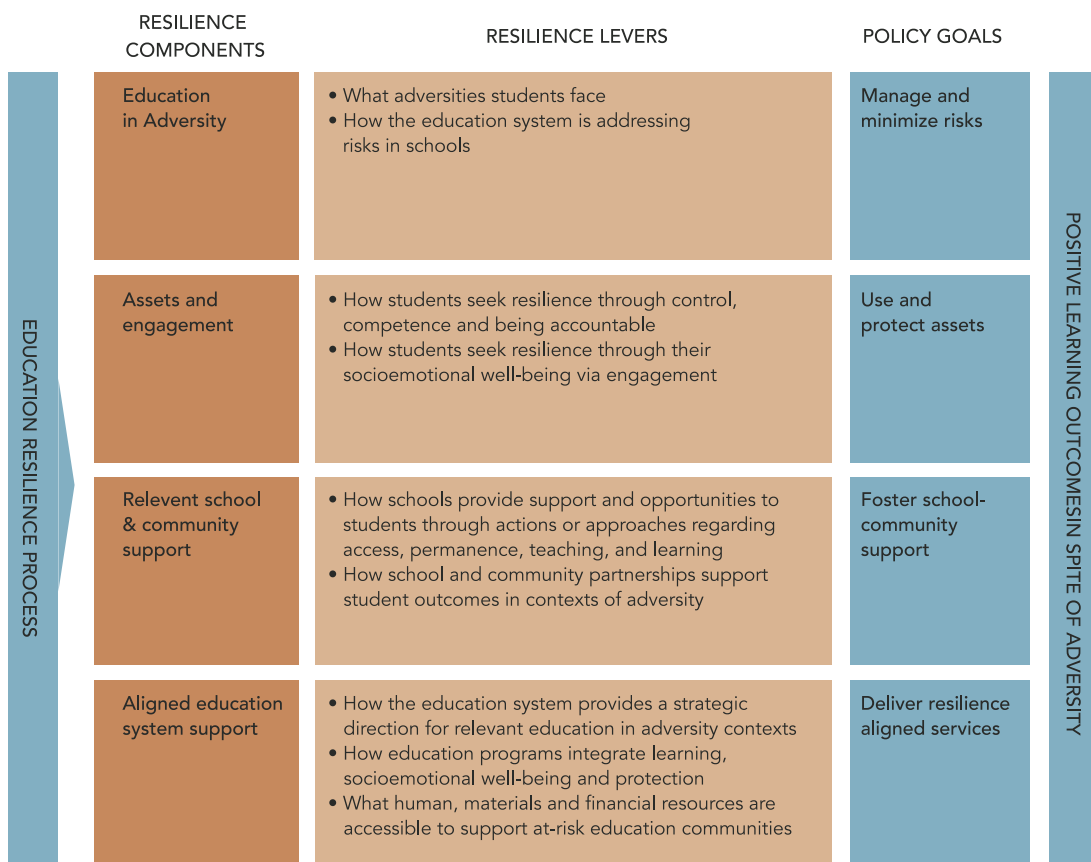 RESILIENCE
COMPONENTS
RESILIENCE LEVERS
POLICY GOALS
EDUCATION RESILIENCE PROCESS
Education
in Adversity
• What adversities students face
• How the education system is addressing
risks in schools
Manage and
minimize risks
Assets and
engagement
• How students seek resilience through control,
competence and being accountable
• How students seek resilience through their
socioemotional well-being via engagement
Use and
protect assets
Relevent school
& community
support
• How schools provide support and opportunities to
students through actions or approaches regarding
access, permanence, teaching, and learning
• How school and community partnerships support
student outcomes in contexts of adversity
Foster school-
community
support
Aligned education
system support
• How the education system provides a strategic
direction for relevant education in adversity contexts
• How education programs integrate learning,
socioemotional well-being and protection
• What human, materials and financial resources are
accessible to support at-risk education communities
Deliver resilience
aligned services
POSITIVE LEARNING OUTCOMESIN SPITE OF ADVERSITY